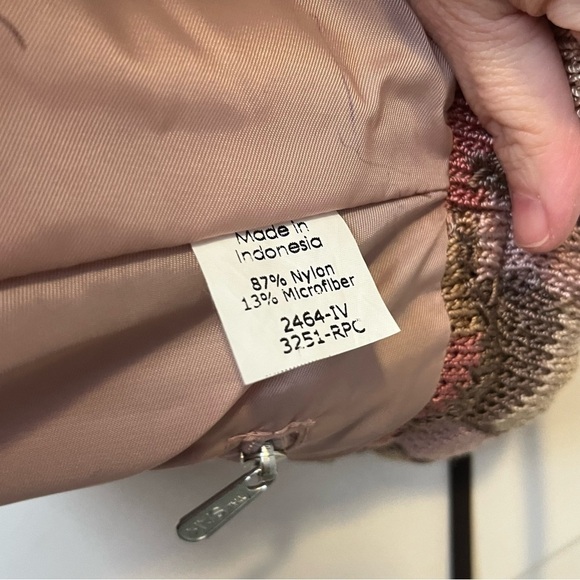 Made in
Indonesia
87% Nylon
13% Microfiber
2464-IV
3251-RPC